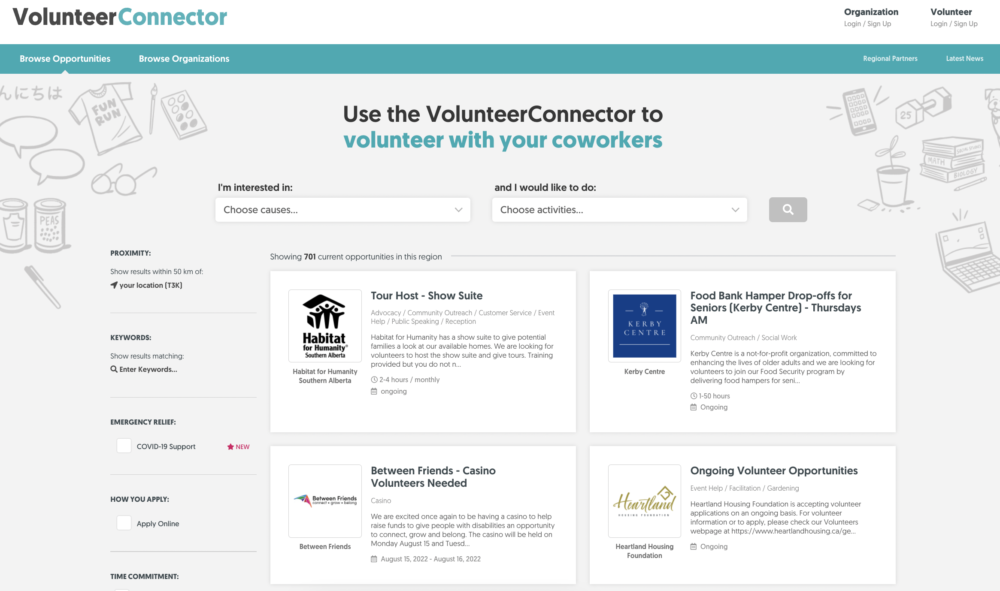 VolunteerConnector
Organization
Login / Sign Up
Volunteer
Login / Sign Up
Browse Opportunities
Browse Organizations
Regional Partners
Latest News
んにちは
FUN
RUN
25
SOCIAL STUDIES
MATH
BIOLOGY
PEAS
Use the VolunteerConnector to
volunteer with your coworkers
I'm interested in:
Choose causes...
and I would like to do:
Choose activities...
PROXIMITY:
Show results within 50 km of:
your location (T3K)
KEYWORDS:
Show results matching:
Enter Keywords...
EMERGENCY RELIEF:
COVID-19 Support
NEW
HOW YOU APPLY:
Apply Online
TIME COMMITMENT:
Showing 701 current opportunities in this region
Habitat
for Humanity®
Southern Alberta
Habitat for Humanity
Southern Alberta
Tour Host - Show Suite
Advocacy / Community Outreach / Customer Service / Event
Help / Public Speaking / Reception
Habitat for Humanity has a show suite to give potential
families a look at our available homes. We are looking for
volunteers to host the show suite and give tours. Training
provided but you do not n...
2-4 hours / monthly
ongoing
KERBY
CENTRE
Kerby Centre
Food Bank Hamper Drop-offs for
Seniors (Kerby Centre) - Thursdays
AM
Community Outreach / Social Work
Kerby Centre is a not-for-profit organization, committed to
enhancing the lives of older adults and we are looking for
volunteers to join our Food Security program by
delivering food hampers for seni...
1-50 hours
Ongoing
Between Friends
connect • grow • belong
Between Friends
Between Friends - Casino
Volunteers Needed
Casino
We are excited once again to be having a casino to help
raise funds to give people with disabilities an opportunity
to connect, grow and belong. The casino will be held on
Monday August 15 and Tuesd...
August 15, 2022 - August 16, 2022
Heartland
HOUSING FOUNDATION
Heartland Housing
Foundation
Ongoing Volunteer Opportunities
Event Help / Facilitation / Gardening
Heartland Housing Foundation is accepting volunteer
applications on an ongoing basis. For volunteer
information or to apply, please check our Volunteers
webpage at https://www.heartlandhousing.ca/ge...
Ongoing